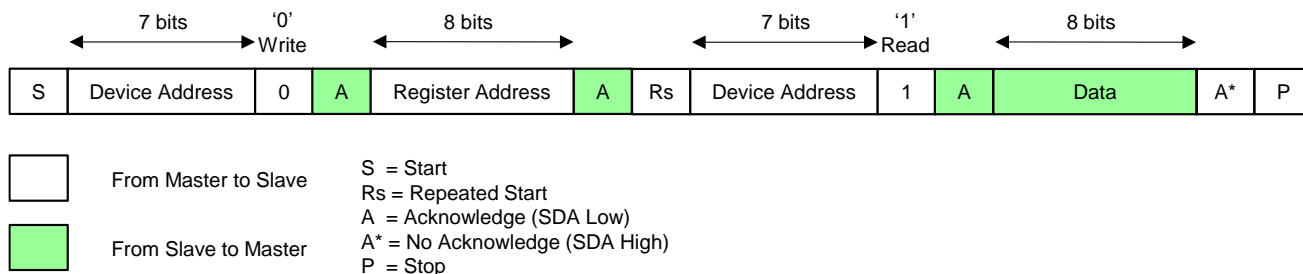 7 bits
‘0’
Write
8 bits
7 bits
‘1’
Read
8 bits
S Device Address 0 A Register Address A Rs Device Address 1 A Data A* P
From Master to Slave
From Slave to Master
S = Start
Rs = Repeated Start
A = Acknowledge (SDA Low)
A* = No Acknowledge (SDA High)
P = Stop